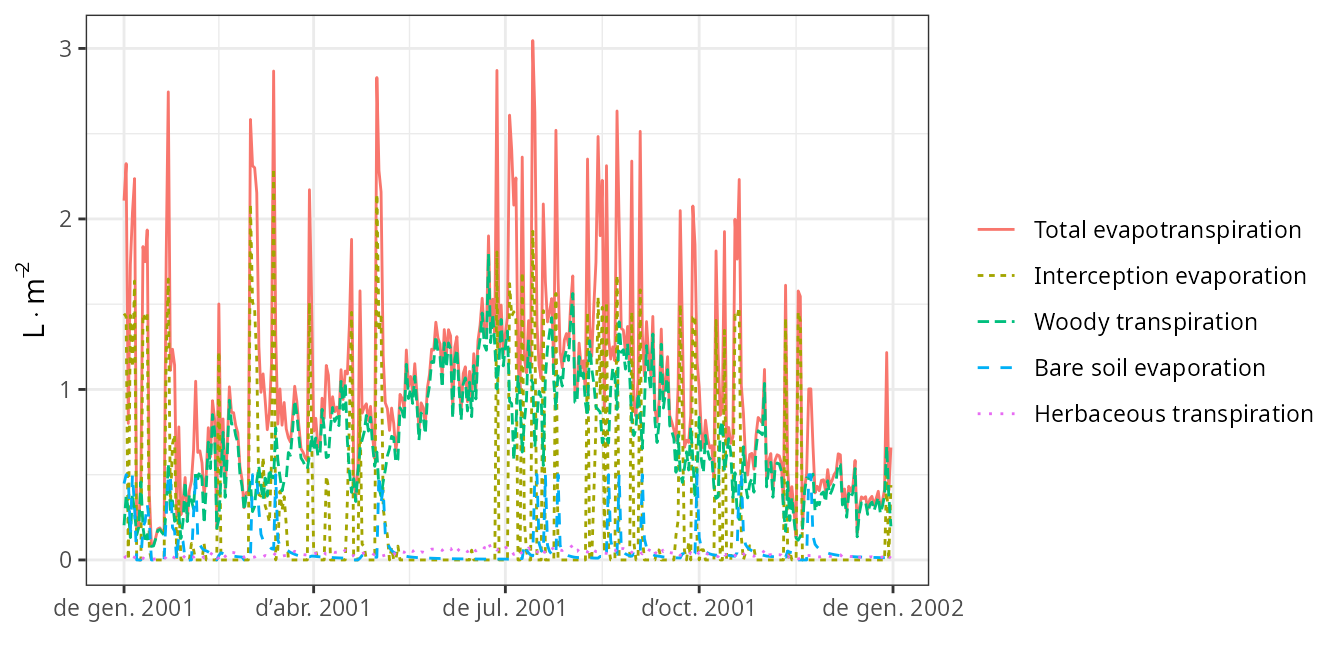 3
2
1
0
L · m⁻²
de gen. 2001
d’abr. 2001
de jul. 2001
d’oct. 2001
de gen. 2002
Total evapotranspiration
Interception evaporation
Woody transpiration
Bare soil evaporation
Herbaceous transpiration